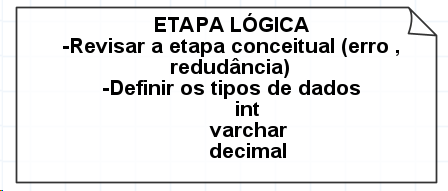 ETAPA LÓGICA
-Revisar a etapa conceitual (erro ,
redudância)
-Definir os tipos de dados
int
varchar
decimal